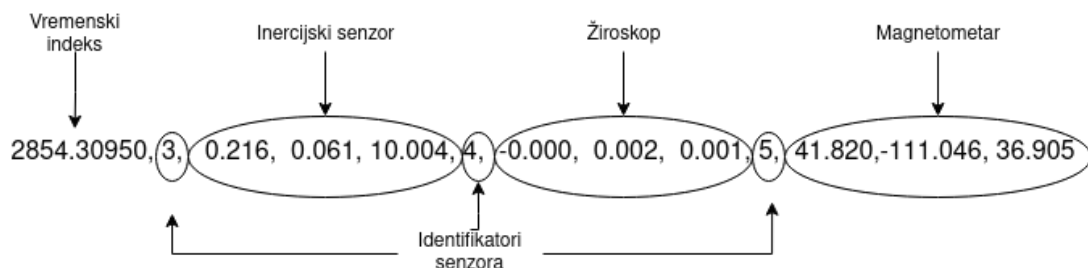 Vremenski
indeks
Inercijski senzor
Žiroskop
Magnetometar
2854.30950, 3, 0.216, 0.061, 10.004, 4, -0.000, 0.002, 0.001, 5, 41.820,-111.046, 36.905
Identifikatori
senzora